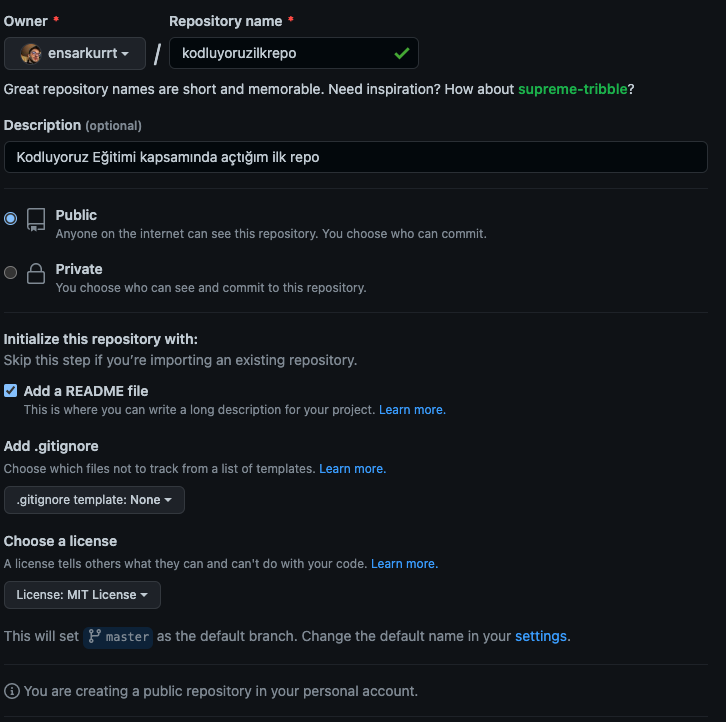 Owner *
Repository name *
ensarkurrt / kodluyoruzilkrepo
Great repository names are short and memorable. Need inspiration? How about supreme-tribble?
Description (optional)
Kodluyoruz Eğitimi kapsamında açtığım ilk repo
Public
Anyone on the internet can see this repository. You choose who can commit.
Private
You choose who can see and commit to this repository.
Initialize this repository with:
Skip this step if you’re importing an existing repository.
Add a README file
This is where you can write a long description for your project. Learn more.
Add .gitignore
Choose which files not to track from a list of templates. Learn more.
.gitignore template: None
Choose a license
A license tells others what they can and can't do with your code. Learn more.
License: MIT License
This will set master as the default branch. Change the default name in your settings.
You are creating a public repository in your personal account.